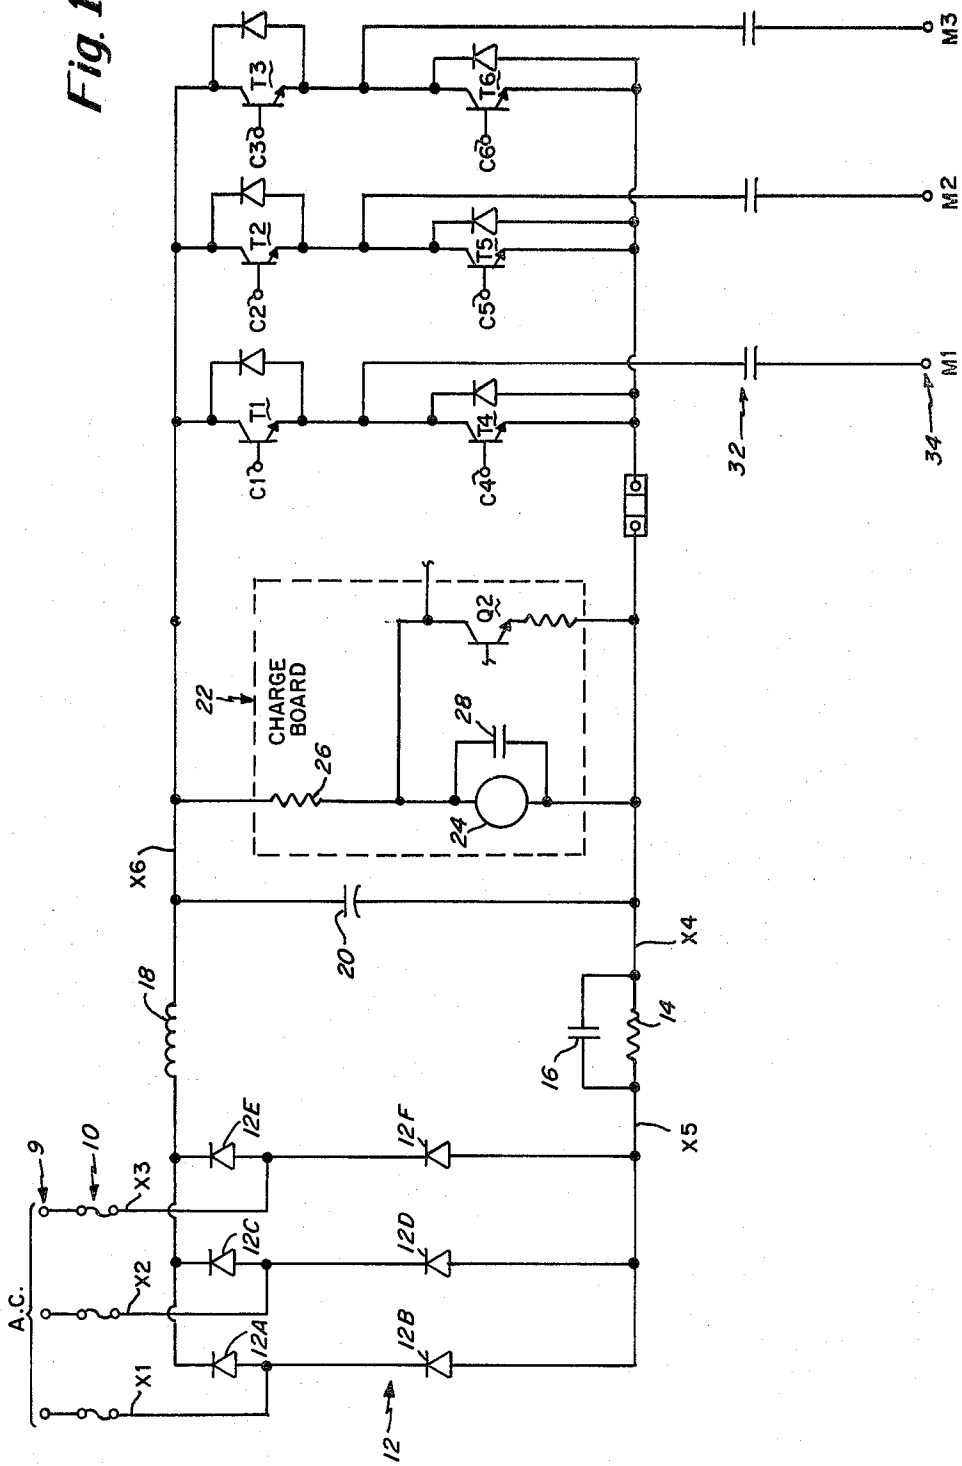 Fig. 1
A.C.
9
10
X1
X2
X3
12
12A
12B
12C
12D
12E
12F
18
X6
X5
X4
16
14
20
22
CHARGE
BOARD
26
24
28
Q2
C1
T1
C4
T4
C2
T2
C5
T5
C3
T3
C6
T6
32
34
M1
M2
M3